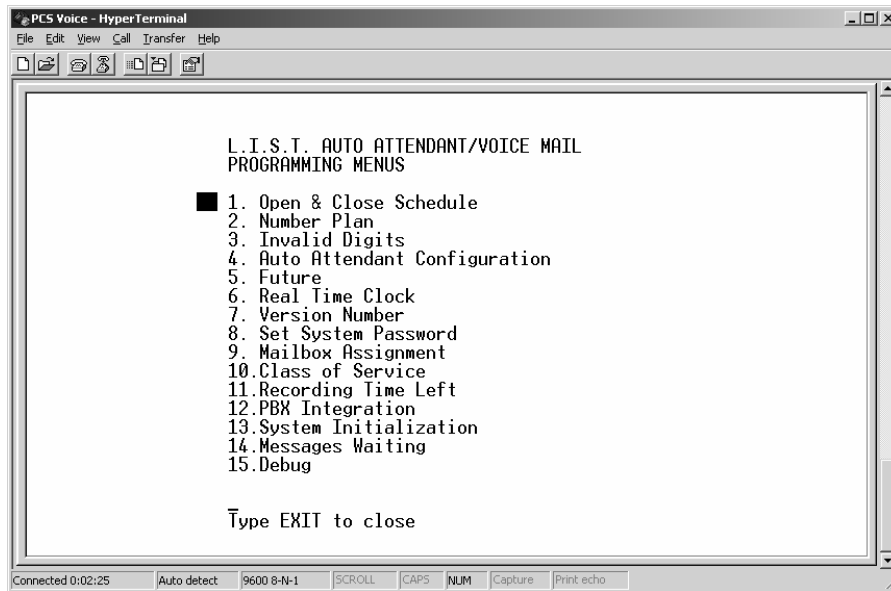 PCS Voice - HyperTerminal
File Edit View Call Transfer Help
L.I.S.T. AUTO ATTENDANT/VOICE MAIL
PROGRAMMING MENUS
1. Open & Close Schedule
2. Number Plan
3. Invalid Digits
4. Auto Attendant Configuration
5. Future
6. Real Time Clock
7. Version Number
8. Set System Password
9. Mailbox Assignment
10.Class of Service
11.Recording Time Left
12.PBX Integration
13.System Initialization
14.Messages Waiting
15.Debug
Type EXIT to close
Connected 0:02:25 Auto detect 9600 8-N-1 SCROLL CAPS NUM Capture Print echo